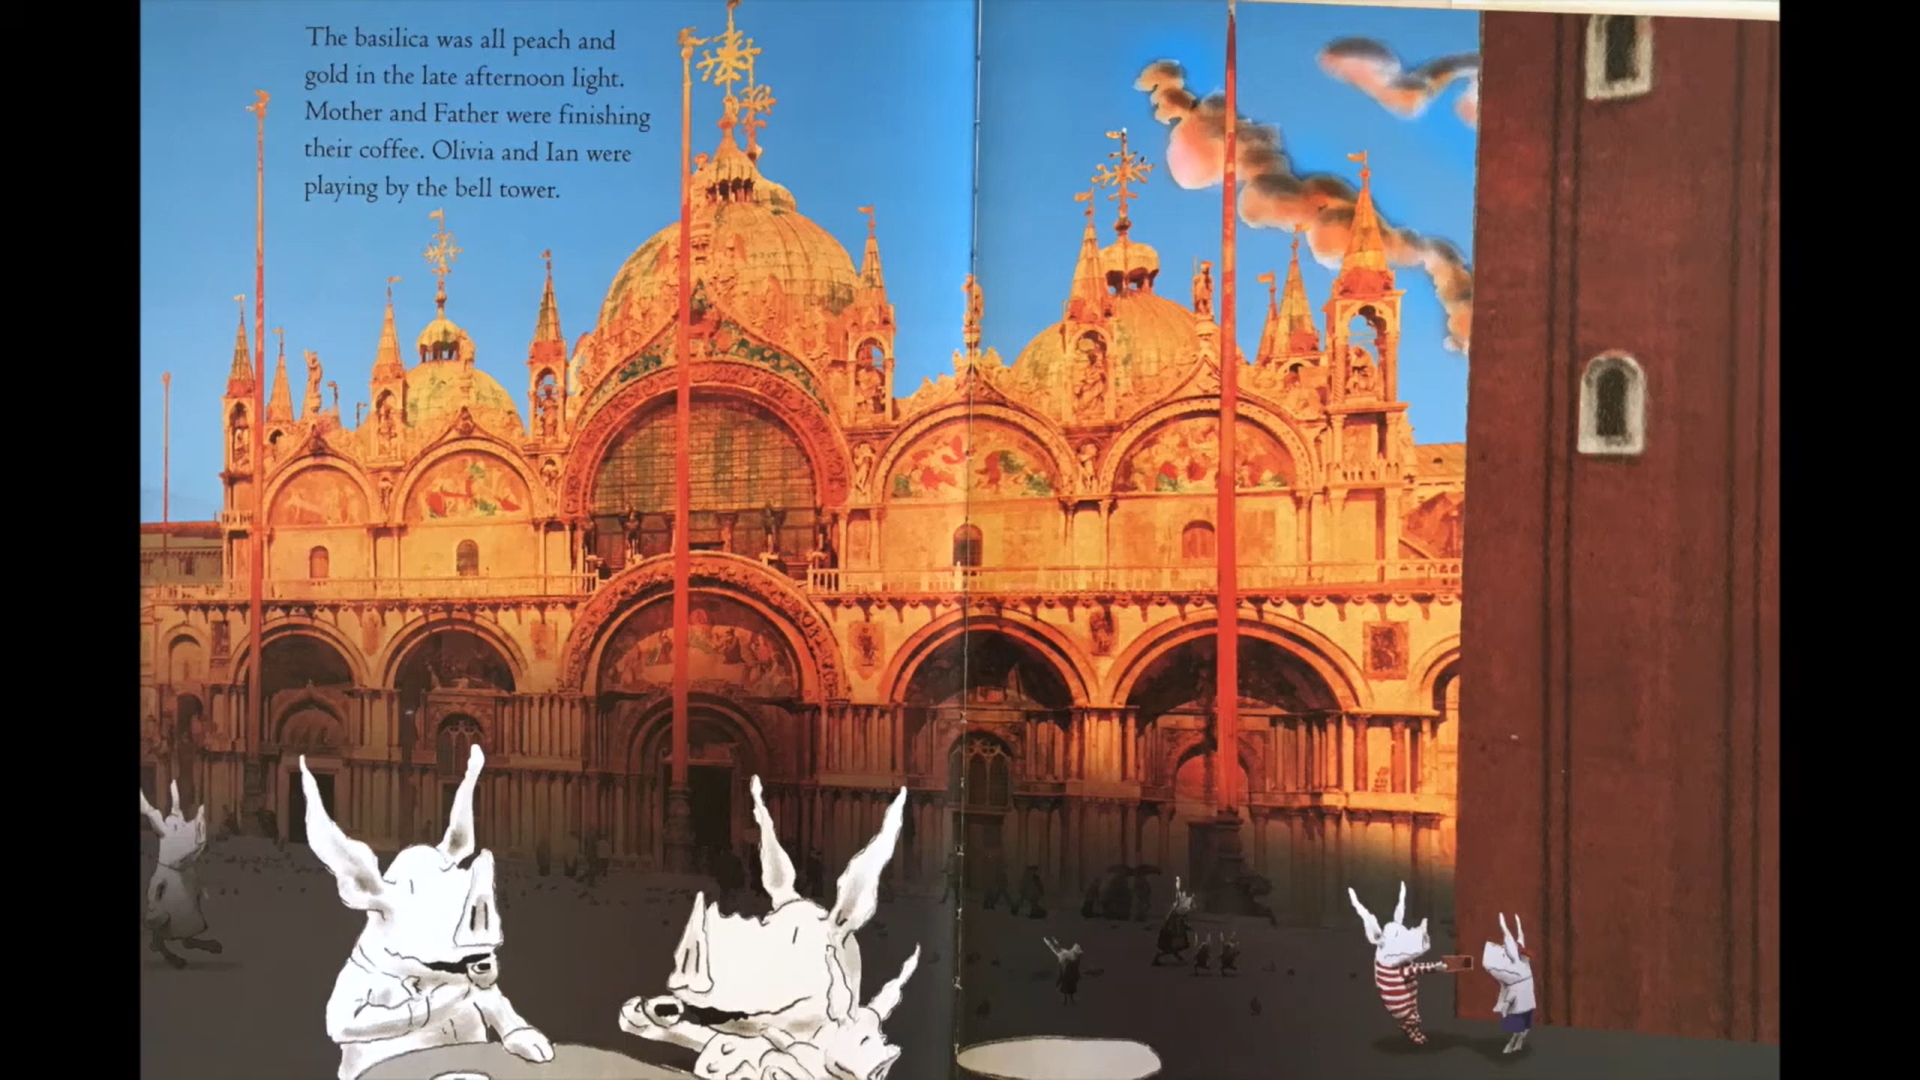 The basilica was all peach and
gold in the late afternoon light.
Mother and Father were finishing
their coffee. Olivia and Ian were
playing by the bell tower.